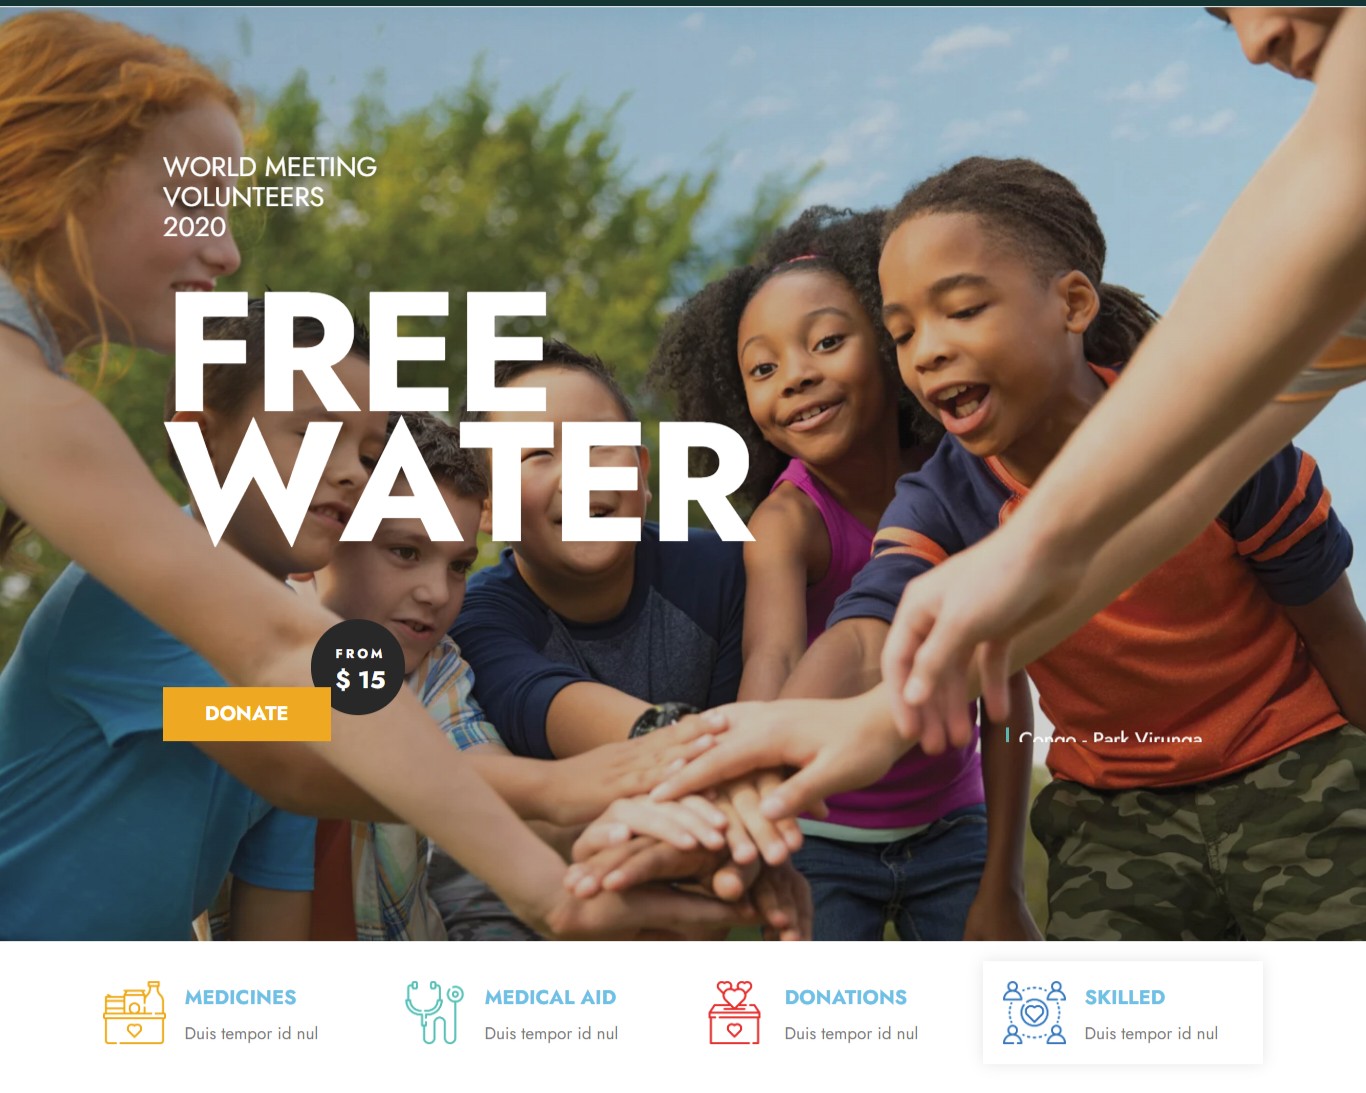 WORLD MEETING
VOLUNTEERS
2020
FREE
WATER
FROM
$ 15
DONATE
Congo - Park Virunga
MEDICINES
Duis tempor id nul
MEDICAL AID
Duis tempor id nul
DONATIONS
Duis tempor id nul
SKILLED
Duis tempor id nul